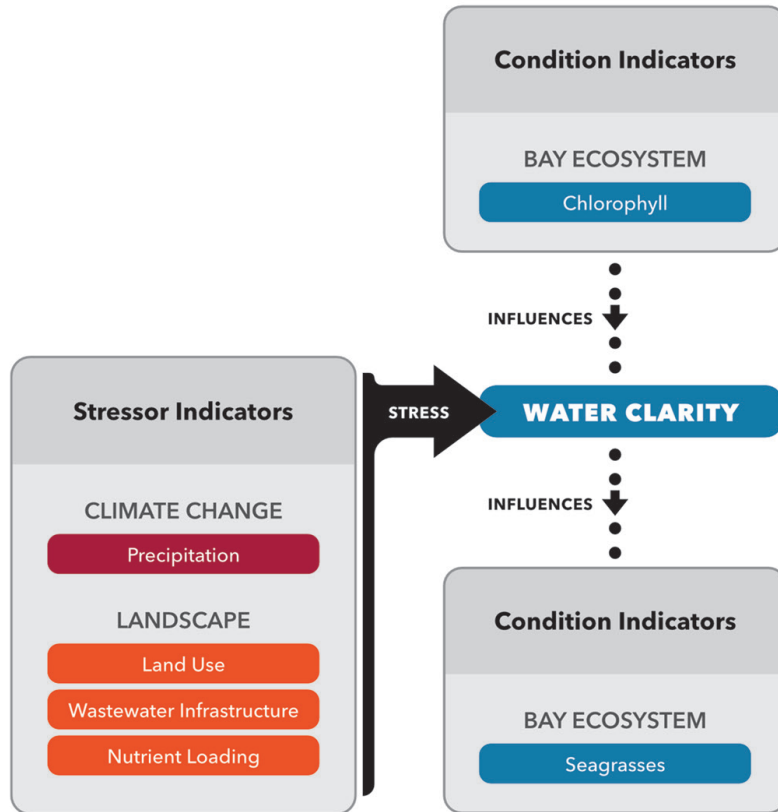 Condition Indicators
BAY ECOSYSTEM
Chlorophyll
INFLUENCES
Stressor Indicators
STRESS
WATER CLARITY
CLIMATE CHANGE
Precipitation
LANDSCAPE
Land Use
Wastewater Infrastructure
Nutrient Loading
INFLUENCES
Condition Indicators
BAY ECOSYSTEM
Seagrasses